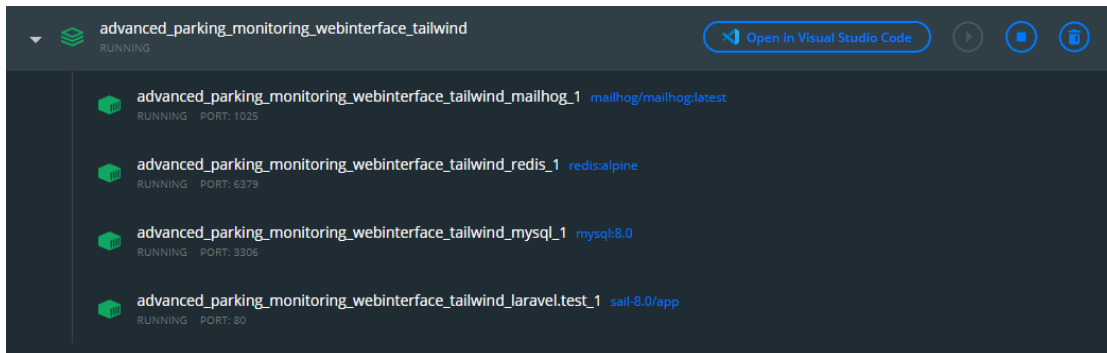 advanced_parking_monitoring_webinterface_tailwind
RUNNING
Open in Visual Studio Code
advanced_parking_monitoring_webinterface_tailwind_mailhog_1 mailhog/mailhog:latest
RUNNING PORT: 1025
advanced_parking_monitoring_webinterface_tailwind_redis_1 redis:alpine
RUNNING PORT: 6379
advanced_parking_monitoring_webinterface_tailwind_mysql_1 mysql:8.0
RUNNING PORT: 3306
advanced_parking_monitoring_webinterface_tailwind_laravel.test_1 sail-8.0/app
RUNNING PORT: 80